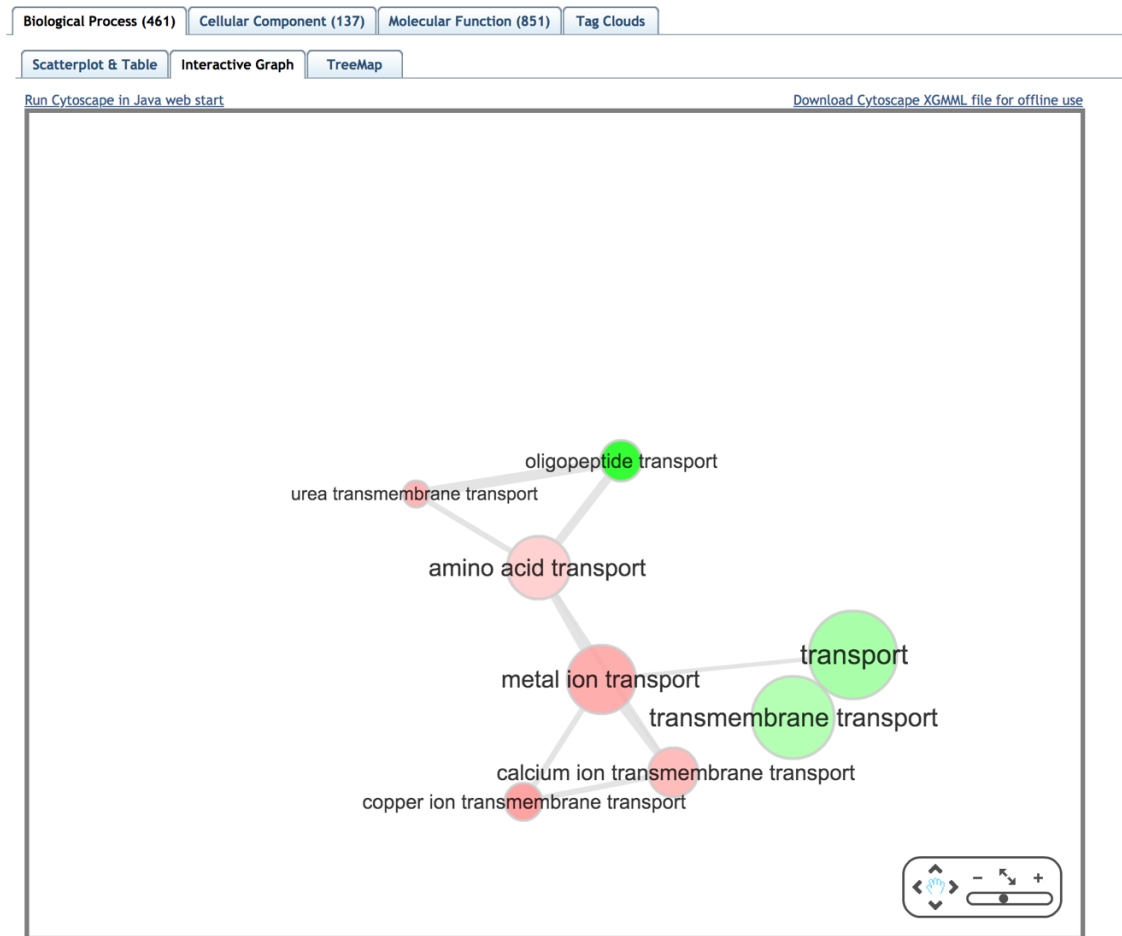 Biological Process (461) Cellular Component (137) Molecular Function (851) Tag Clouds
Scatterplot & Table Interactive Graph TreeMap
Run Cytoscape in Java web start Download Cytoscape XGMML file for offline use
oligopeptide transport
urea transmembrane transport
amino acid transport
transport
metal ion transport
transmembrane transport
calcium ion transmembrane transport
copper ion transmembrane transport